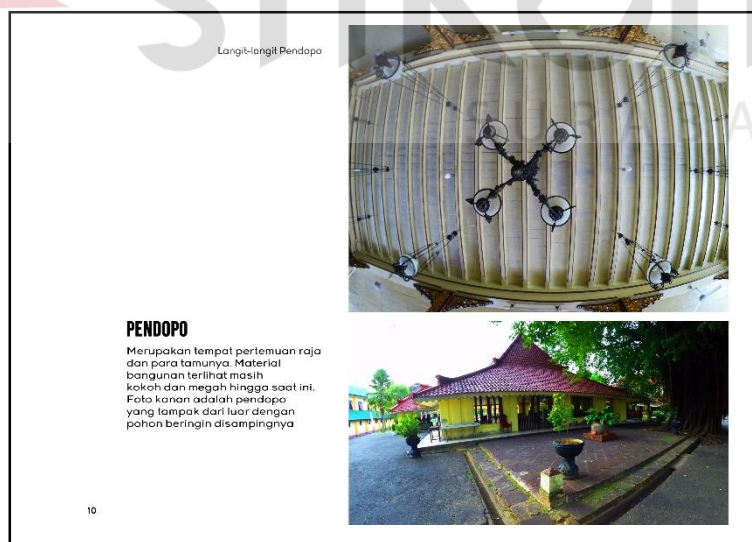 Langit-langit Pendopo
PENDOPO
Merupakan tempat pertemuan raja
dan para tamunya. Material
bangunan terlihat masih
kokoh dan megah hingga saat ini.
Foto kanan adalah pendopo
yang tampak dari luar dengan
pohon beringin disampingnya
10